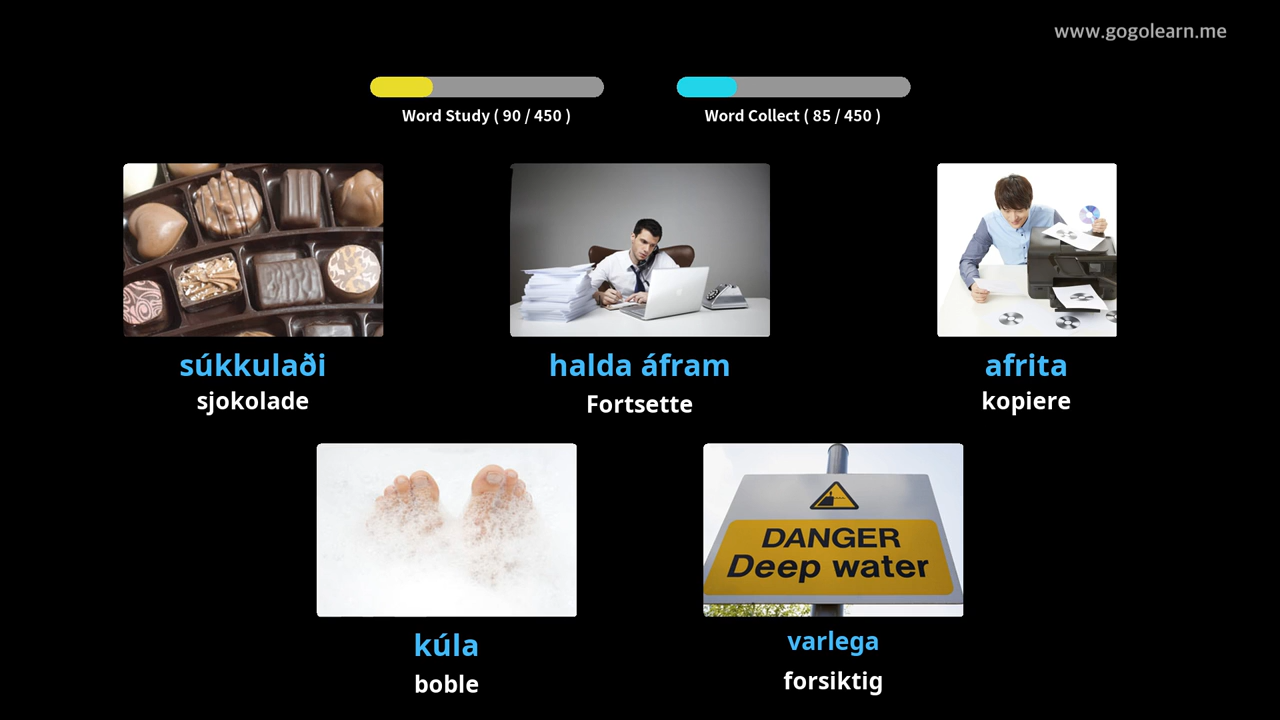 www.gogolearn.me
Word Study ( 90 / 450 )
Word Collect ( 85 / 450 )
súkkulaði
sjokolade
halda áfram
Fortsette
afrita
kopiere
DANGER
Deep water
kúla
boble
varlega
forsiktig